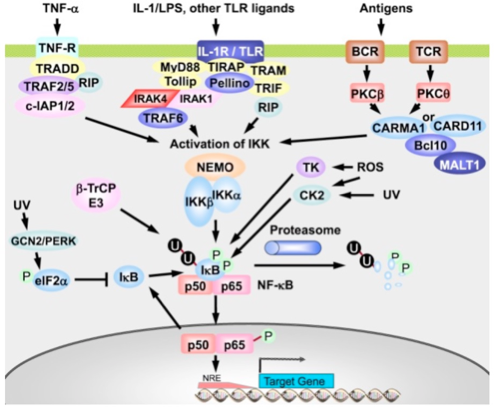 TNF-α
IL-1/LPS, other TLR ligands
Antigens
TNF-R
IL-1R / TLR
BCR
TCR
TRADD
TRAF2/5
RIP
c-IAP1/2
MyD88
TIRAP
TRAM
Tollip
Pellino
TRIF
IRAK4
IRAK1
RIP
TRAF6
PKCβ
PKCθ
or
CARMA1
CARD11
Bcl10
MALT1
Activation of IKK
NEMO
IKKβ
IKKα
TK
ROS
CK2
UV
β-TrCP
E3
UV
GCN2/PERK
P
eIF2α
IκB
U
U
P
P
IκB
p50
p65
NF-κB
Proteasome
U
U
P
P
p50
p65
P
NRE
Target Gene